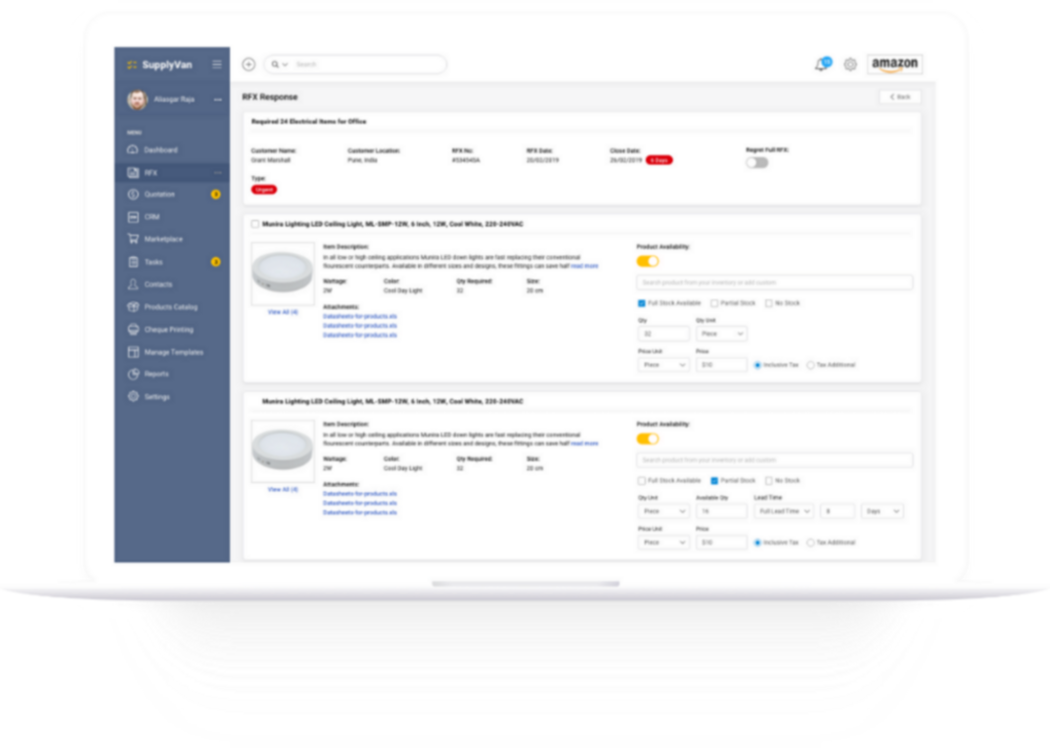 SupplyVan
Search
amazon
Aliasgar Raja
RFX Response
Back
MENU
Dashboard
RFX
Quotation
CRM
Marketplace
Tasks
Contacts
Products Catalog
Cheque Printing
Manage Templates
Reports
Settings
Required 24 Electrical Items for Office
Customer Name: Customer Location: RFX No: RFX Date: Close Date: Regret Full RFX:
Grant Marshall Pune, India 20/02/2019 26/02/2019 6 Days
Type:
Urgent
Munira Lighting LED Ceiling Light, ML-SMP-12W, 6 Inch, 12W, Cool White, 220-240VAC
Item Description:
In all low or high ceiling applications Munira LED down lights are fast replacing their conventional
flourescent counterparts. Available in different sizes and designs, these fittings can save half read more
Wattage: Color: Qty Required: Size:
2W Cool Day Light 32 20 cm
Attachments:
Datasheets-for-products.xls
Datasheets-for-products.xls
Datasheets-for-products.xls
View All (4)
Product Availability:
Search product from your inventory or add custom
Full Stock Available Partial Stock No Stock
Qty Qty Unit
32 Piece
Price Unit Price
Piece $10 Inclusive Tax Tax Additional
Munira Lighting LED Ceiling Light, ML-SMP-12W, 6 Inch, 12W, Cool White, 220-240VAC
Item Description:
In all low or high ceiling applications Munira LED down lights are fast replacing their conventional
flourescent counterparts. Available in different sizes and designs, these fittings can save half read more
Wattage: Color: Qty Required: Size:
2W Cool Day Light 32 20 cm
Attachments:
Datasheets-for-products.xls
Datasheets-for-products.xls
Datasheets-for-products.xls
View All (4)
Product Availability:
Search product from your inventory or add custom
Full Stock Available Partial Stock No Stock
Qty Unit Available Qty Lead Time
Piece 16 Full Lead Time 8 Days
Price Unit Price
Piece $10 Inclusive Tax Tax Additional